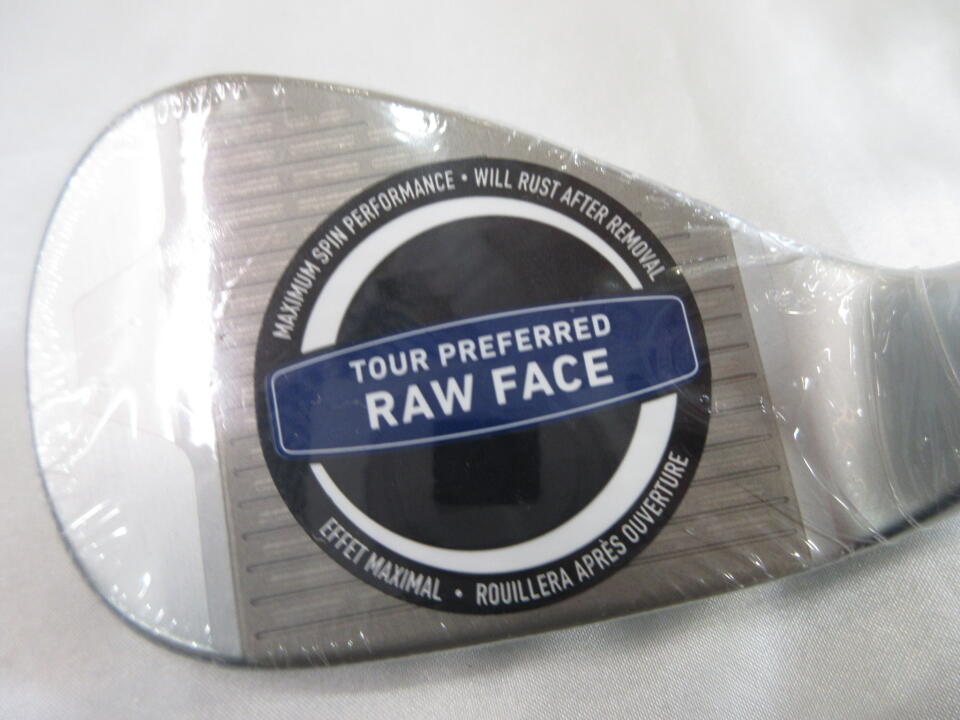 MAXIMUM SPIN PERFORMANCE • WILL RUST AFTER REMOVAL
TOUR PREFERRED
RAW FACE
EFFET MAXIMAL • ROUILLERA APRÈS OUVERTURE